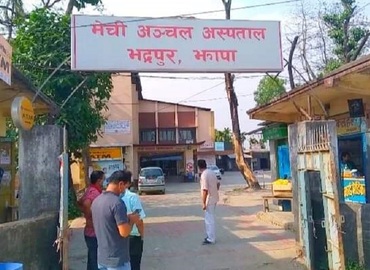 मेची अञ्चल अस्पताल
भद्रपुर, झापा